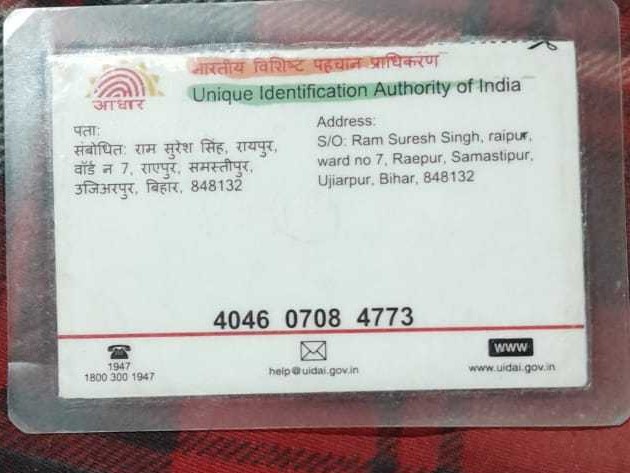 भारतीय विशिष्ट पहचान प्राधिकरण
Unique Identification Authority of India
आधार
पता:
संबोधित: राम सुरेश सिंह, रायपुर,
वॉर्ड न 7, राएपुर, समस्तीपुर,
उजिअरपुर, बिहार, 848132
Address:
S/O: Ram Suresh Singh, raipur,
ward no 7, Raepur, Samastipur,
Ujiarpur, Bihar, 848132
4046 0708 4773
1947
1800 300 1947
help@uidai.gov.in
WWW
www.uidai.gov.in